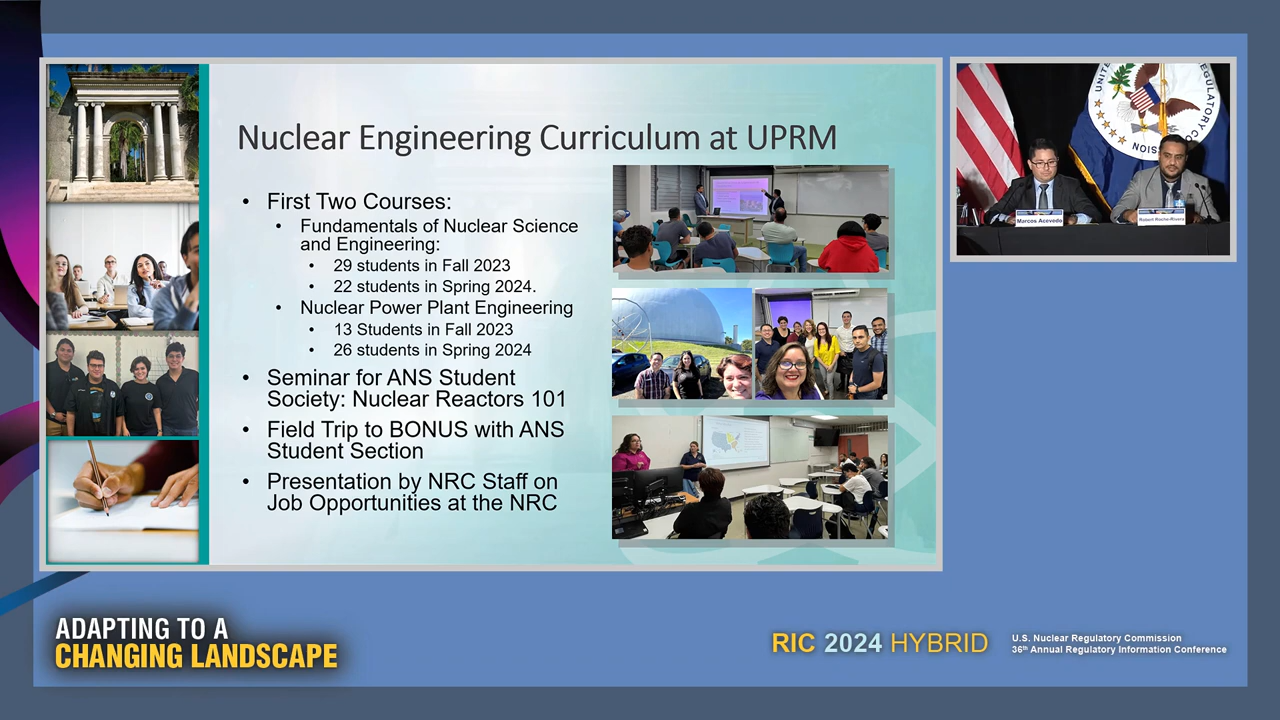 Nuclear Engineering Curriculum at UPRM
• First Two Courses:
• Fundamentals of Nuclear Science
and Engineering:
• 29 students in Fall 2023
• 22 students in Spring 2024.
• Nuclear Power Plant Engineering
• 13 Students in Fall 2023
• 26 students in Spring 2024
• Seminar for ANS Student
Society: Nuclear Reactors 101
• Field Trip to BONUS with ANS
Student Section
• Presentation by NRC Staff on
Job Opportunities at the NRC
Marcos Acevedo
ADAPTING TO A
CHANGING LANDSCAPE
RIC 2024 HYBRID
U.S. Nuclear Regulatory Commission
36th Annual Regulatory Information Conference